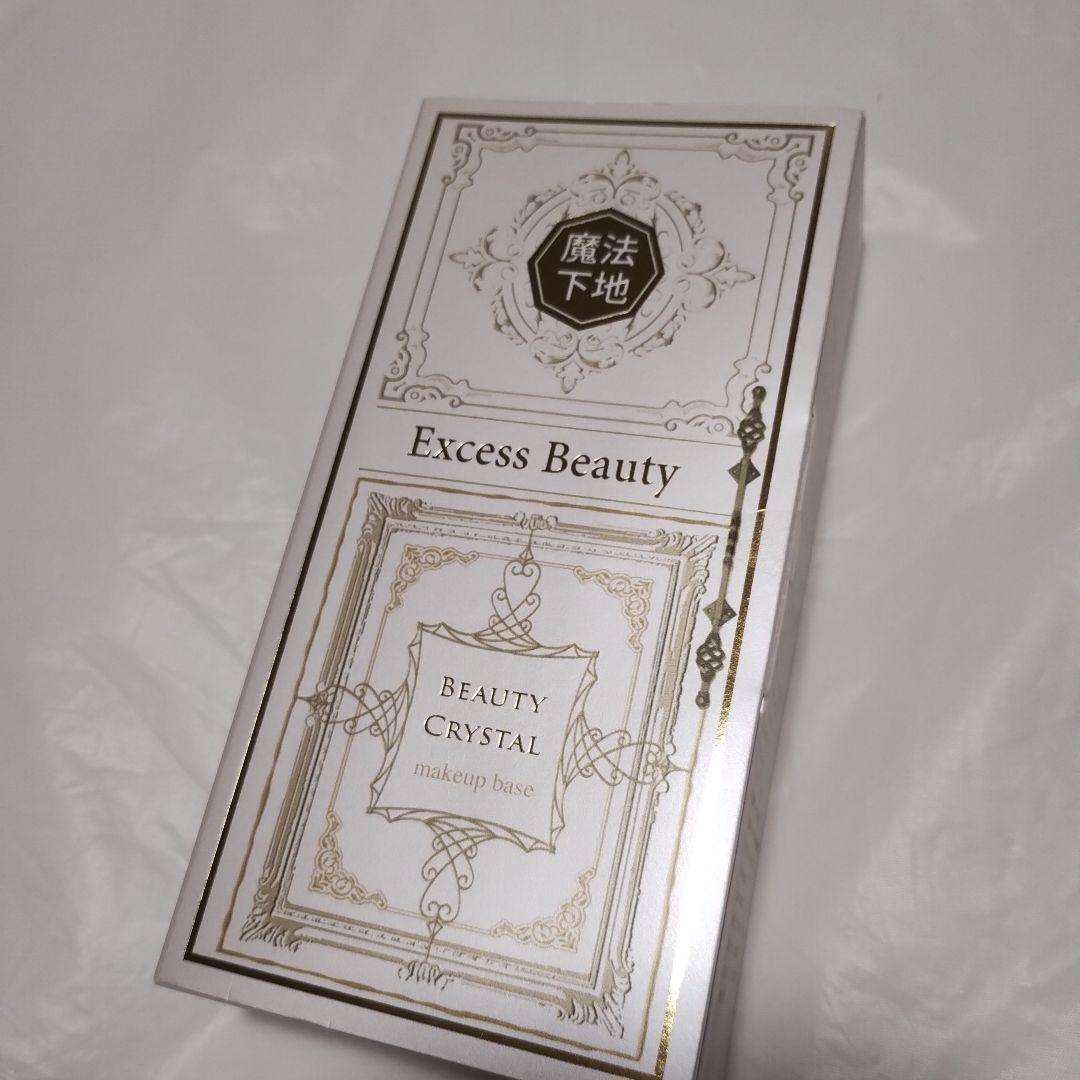 魔法
下地
Excess Beauty
BEAUTY
CRYSTAL
makeup base